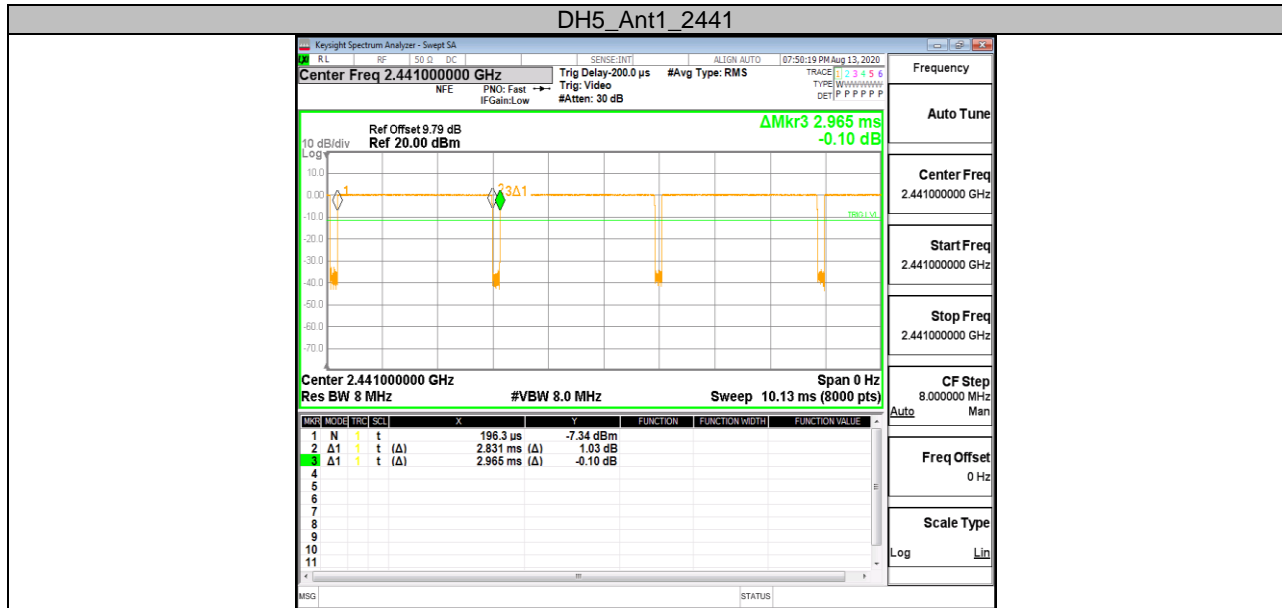 DH5_Ant1_2441
Keysight Spectrum Analyzer - Swept SA
RL RF 50 Ω DC SENSE:INT ALIGN AUTO 07:50:19 PM Aug 13, 2020
Center Freq 2.441000000 GHz
NFE PNO: Fast IFGain:Low
Trig Delay-200.0 µs #Avg Type: RMS
Trig: Video
#Atten: 30 dB
TRACE 1 2 3 4 5 6
TYPE WWWWWW
DET P P P P P P
Frequency
ΔMkr3 2.965 ms
-0.10 dB
Ref Offset 9.79 dB
10 dB/div Ref 20.00 dBm
Log
10.0
0.00
-10.0
-20.0
-30.0
-40.0
-50.0
-60.0
-70.0
1
23Δ1
TRIG LVL
Center 2.441000000 GHz Span 0 Hz
Res BW 8 MHz #VBW 8.0 MHz Sweep 10.13 ms (8000 pts)
MKR MODE TRC SCL X Y FUNCTION FUNCTION WIDTH FUNCTION VALUE
1 N 1 t 196.3 µs -7.34 dBm
2 Δ1 1 t (Δ) 2.831 ms (Δ) 1.03 dB
3 Δ1 1 t (Δ) 2.965 ms (Δ) -0.10 dB
4
5
6
7
8
9
10
11
MSG STATUS
Auto Tune
Center Freq
2.441000000 GHz
Start Freq
2.441000000 GHz
Stop Freq
2.441000000 GHz
CF Step
8.000000 MHz
Auto Man
Freq Offset
0 Hz
Scale Type
Log Lin